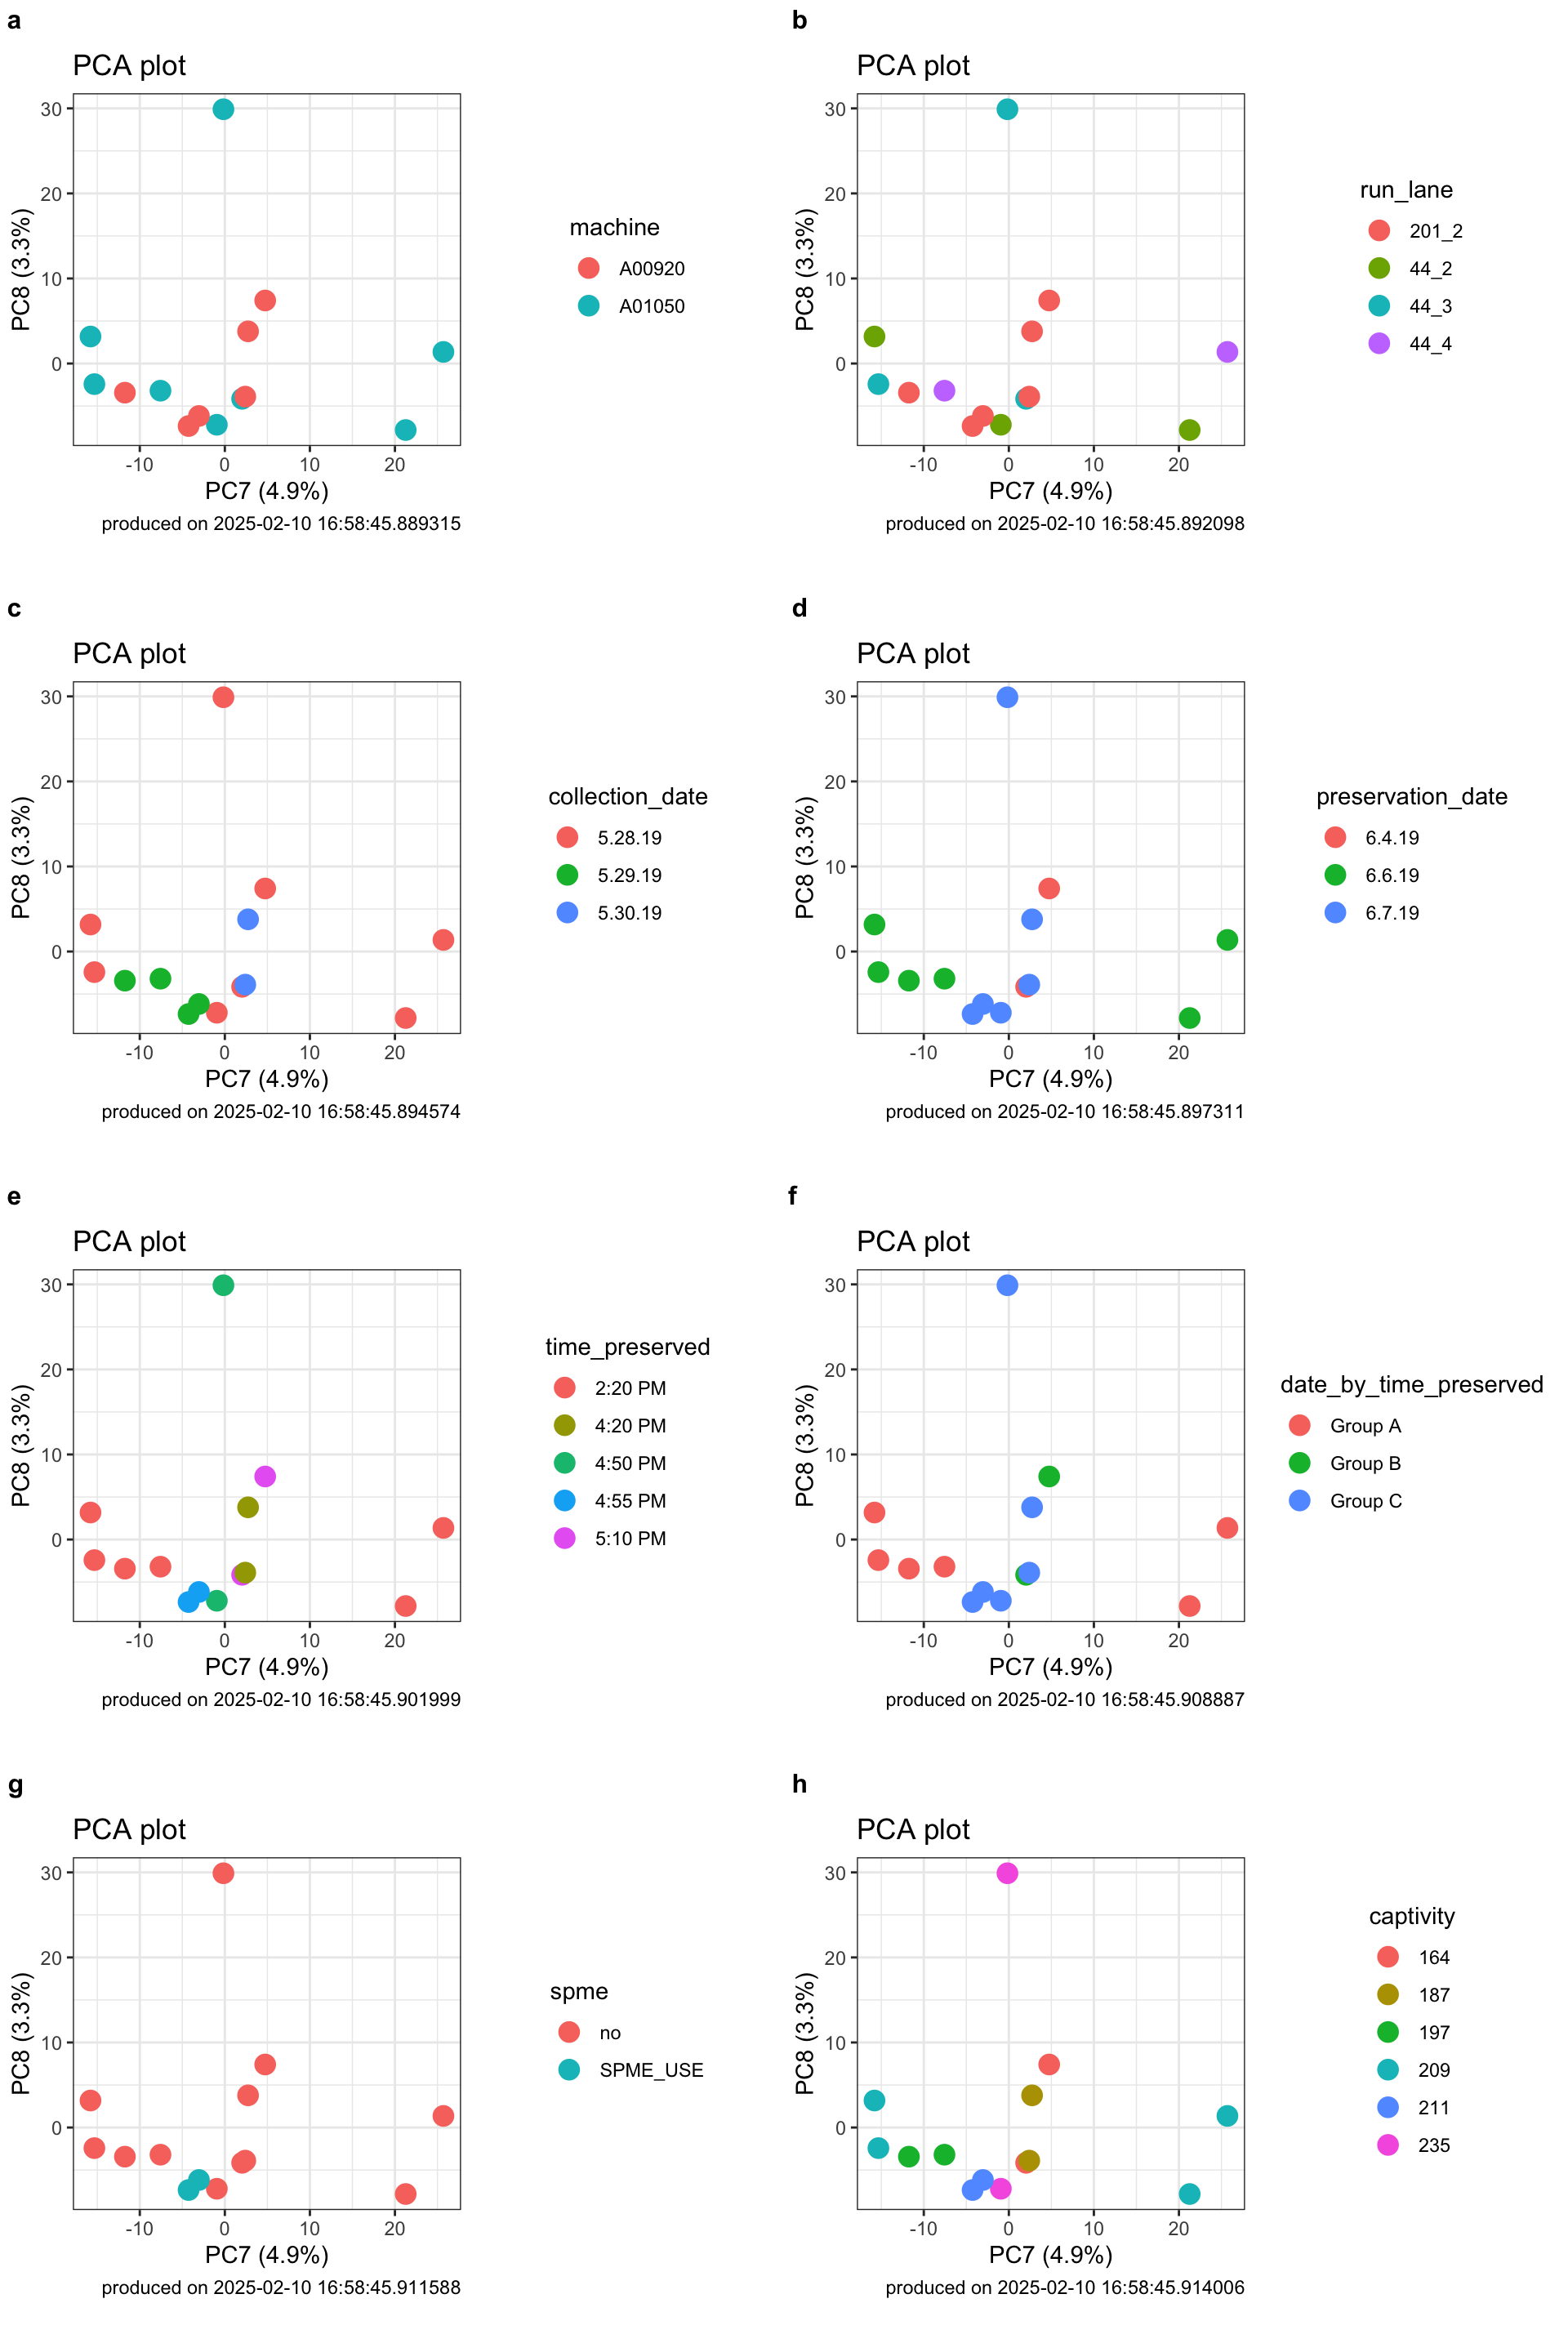 a
PCA plot
30
20
10
0
PC8 (3.3%)
-10 0 10 20
PC7 (4.9%)
produced on 2025-02-10 16:58:45.889315
machine
A00920
A01050
b
PCA plot
30
20
10
0
PC8 (3.3%)
-10 0 10 20
PC7 (4.9%)
produced on 2025-02-10 16:58:45.892098
run_lane
201_2
44_2
44_3
44_4
c
PCA plot
30
20
10
0
PC8 (3.3%)
-10 0 10 20
PC7 (4.9%)
produced on 2025-02-10 16:58:45.894574
collection_date
5.28.19
5.29.19
5.30.19
d
PCA plot
30
20
10
0
PC8 (3.3%)
-10 0 10 20
PC7 (4.9%)
produced on 2025-02-10 16:58:45.897311
preservation_date
6.4.19
6.6.19
6.7.19
e
PCA plot
30
20
10
0
PC8 (3.3%)
-10 0 10 20
PC7 (4.9%)
produced on 2025-02-10 16:58:45.901999
time_preserved
2:20 PM
4:20 PM
4:50 PM
4:55 PM
5:10 PM
f
PCA plot
30
20
10
0
PC8 (3.3%)
-10 0 10 20
PC7 (4.9%)
produced on 2025-02-10 16:58:45.908887
date_by_time_preserved
Group A
Group B
Group C
g
PCA plot
30
20
10
0
PC8 (3.3%)
-10 0 10 20
PC7 (4.9%)
produced on 2025-02-10 16:58:45.911588
spme
no
SPME_USE
h
PCA plot
30
20
10
0
PC8 (3.3%)
-10 0 10 20
PC7 (4.9%)
produced on 2025-02-10 16:58:45.914006
captivity
164
187
197
209
211
235